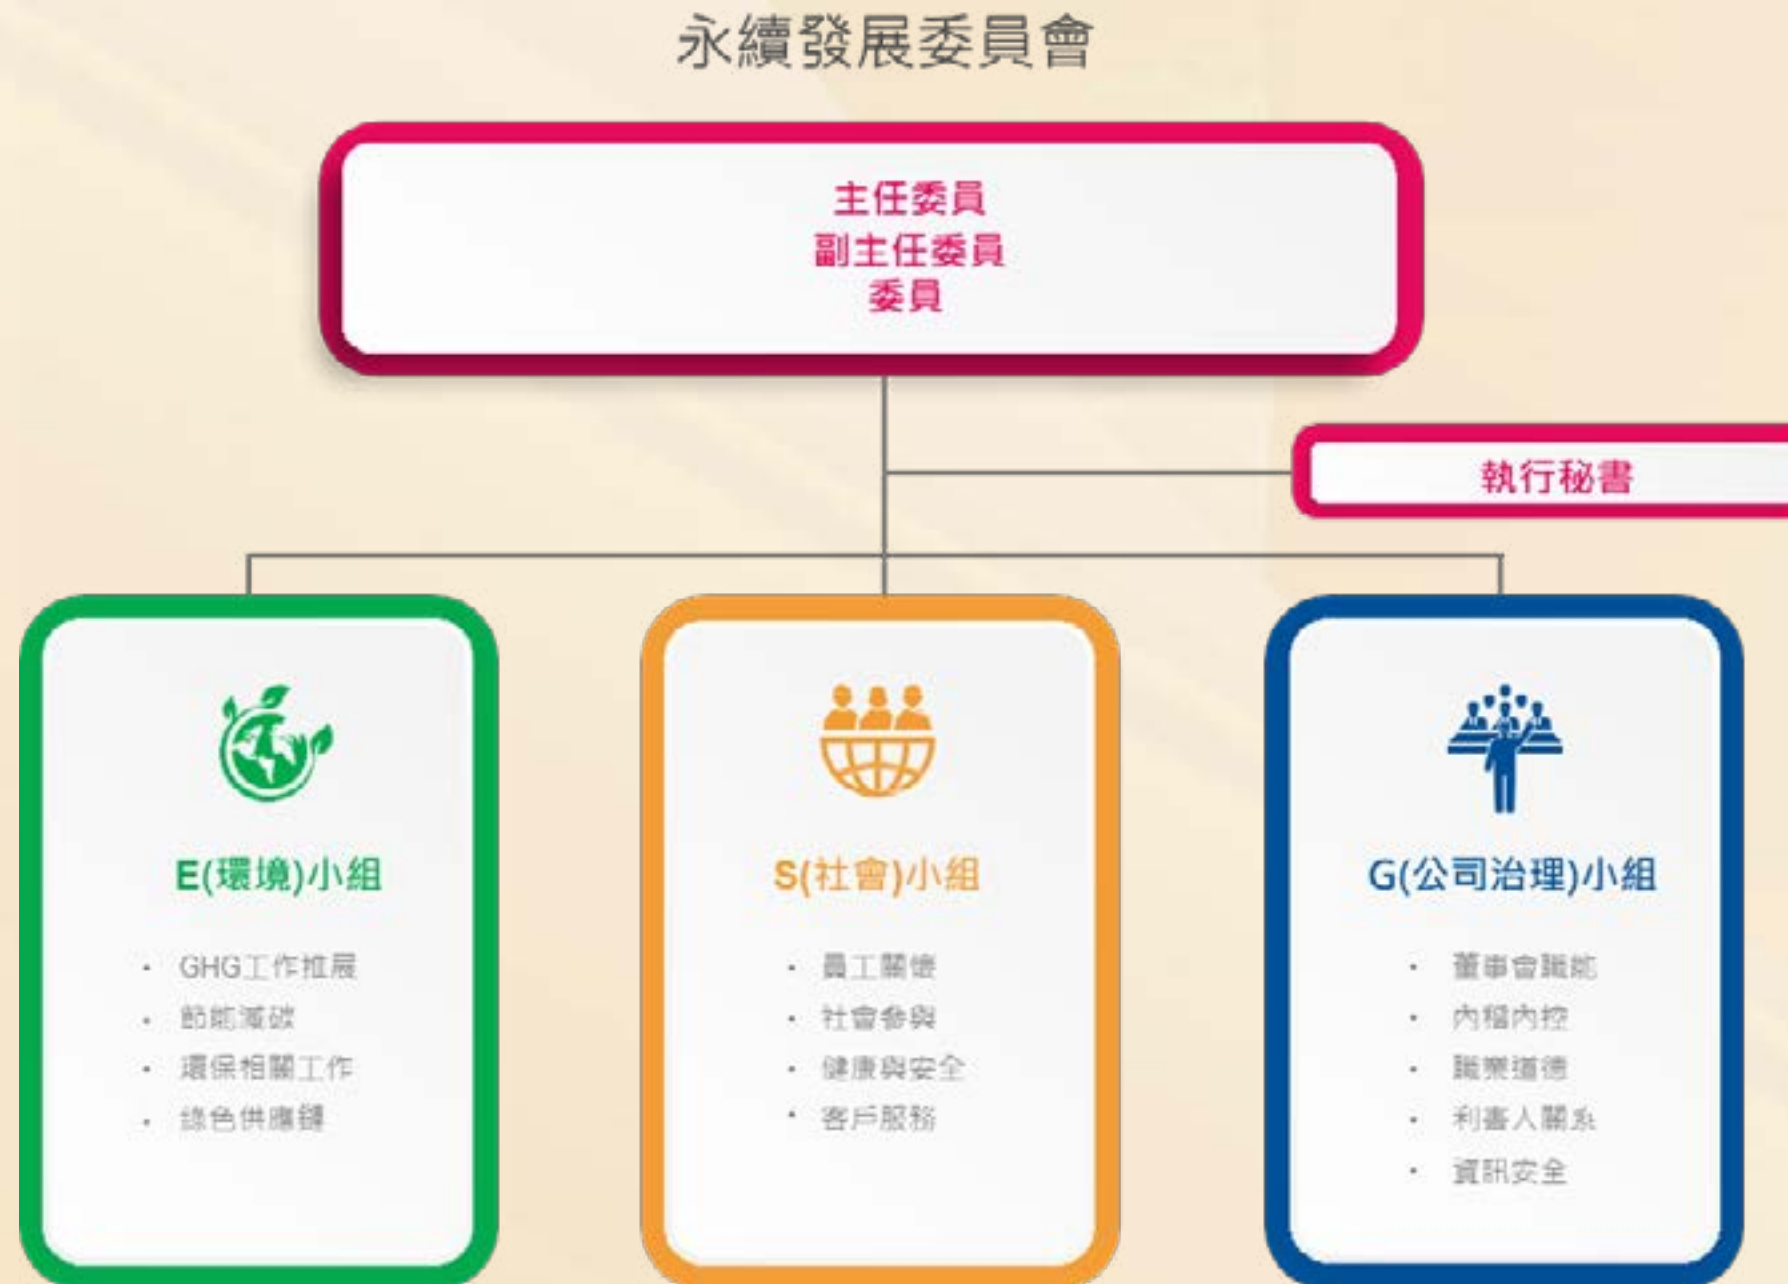 永續發展委員會
主任委員
副主任委員
委員
執行秘書
E(環境)小組
• GHG工作推展
• 節能減碳
• 環保相關工作
• 綠色供應鏈
S(社會)小組
• 員工關懷
• 社會參與
• 健康與安全
• 客戶服務
G(公司治理)小組
• 董事會職能
• 內稽內控
• 職業道德
• 利害人關系
• 資訊安全